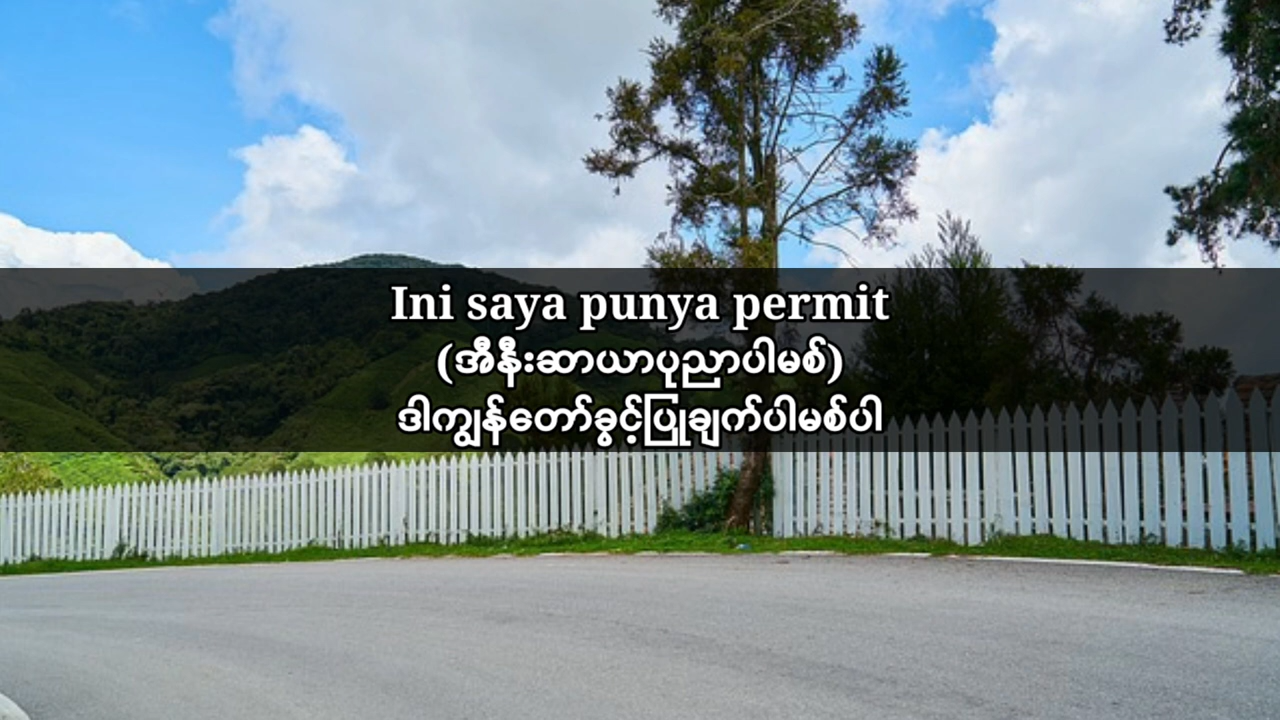 Ini saya punya permit
(အီနီးဆာယာပုညာပါမစ်)
ဒါကျွန်တော်ခွင့်ပြုချက်ပါမစ်ပါ